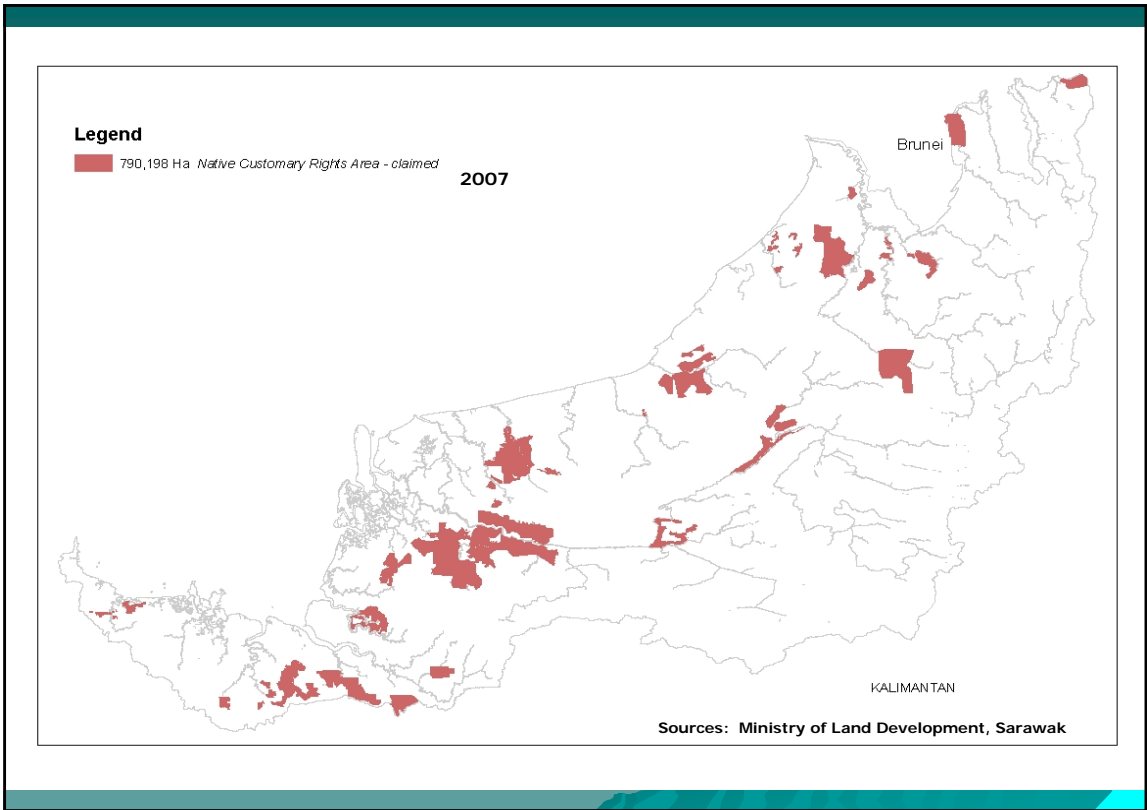 Legend
790,198 Ha Native Customary Rights Area - claimed
2007
Brunei
KALIMANTAN
Sources: Ministry of Land Development, Sarawak